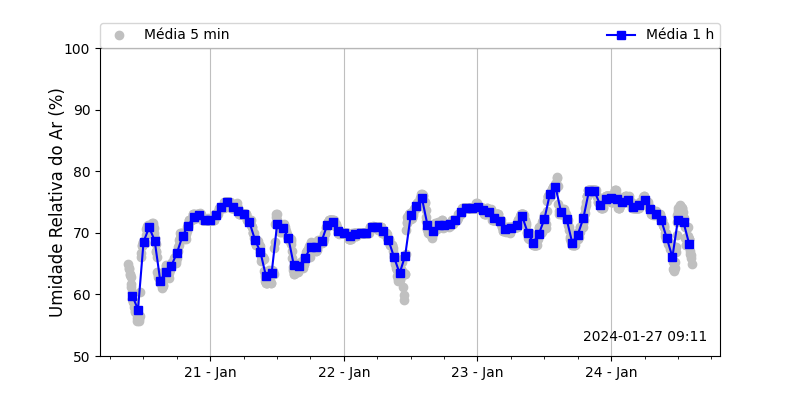 Média 5 min
Média 1 h
Umidade Relativa do Ar (%)
100
90
80
70
60
50
2024-01-27 09:11
21 - Jan
22 - Jan
23 - Jan
24 - Jan